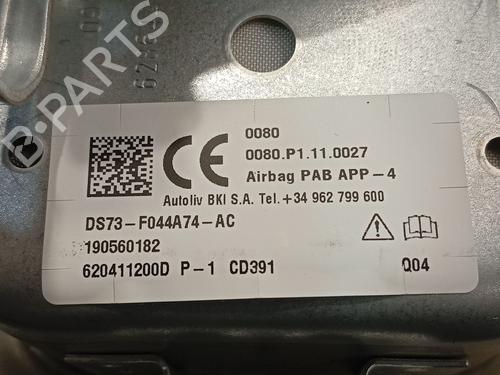 B-PARTS
0080
0080.P1.11.0027
Airbag PAB APP-4
Autoliv BKI S.A. Tel.+34 962 799 600
DS73-F044A74-AC
190560182
620411200D P-1 CD391
Q04